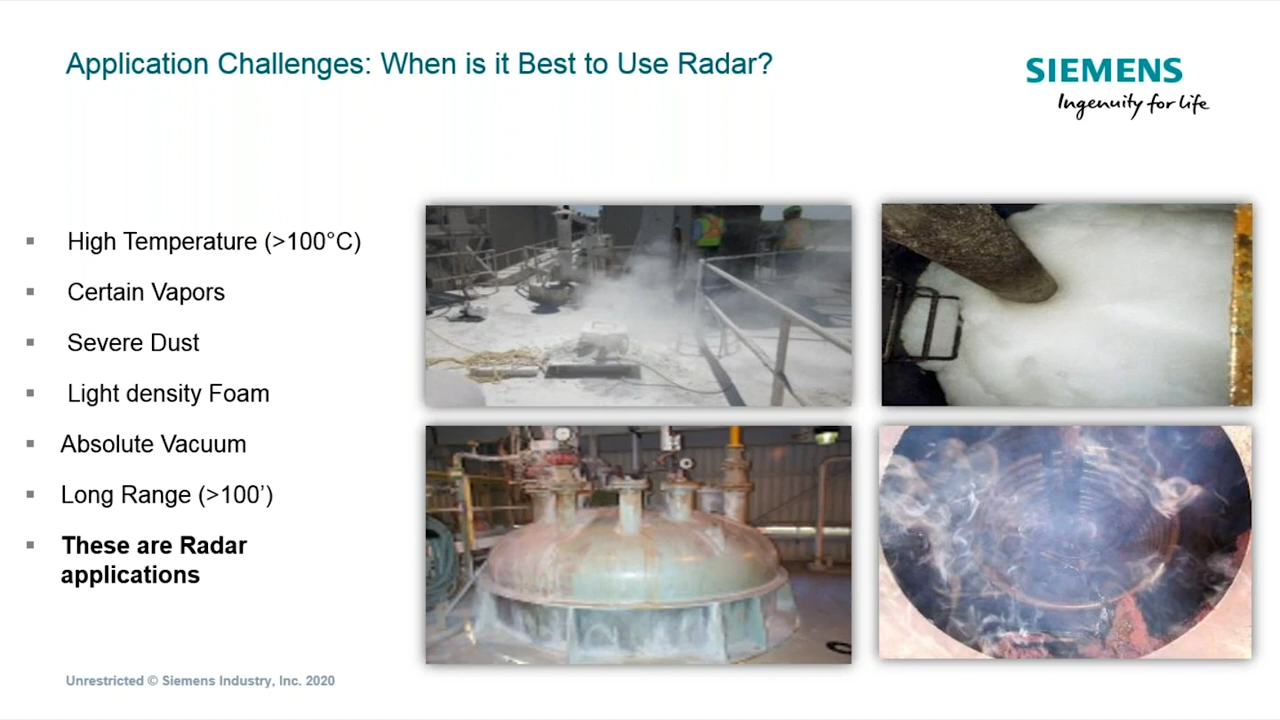 Application Challenges: When is it Best to Use Radar?
SIEMENS
Ingenuity for life
High Temperature (>100°C)
Certain Vapors
Severe Dust
Light density Foam
Absolute Vacuum
Long Range (>100’)
These are Radar
applications
Unrestricted © Siemens Industry, Inc. 2020